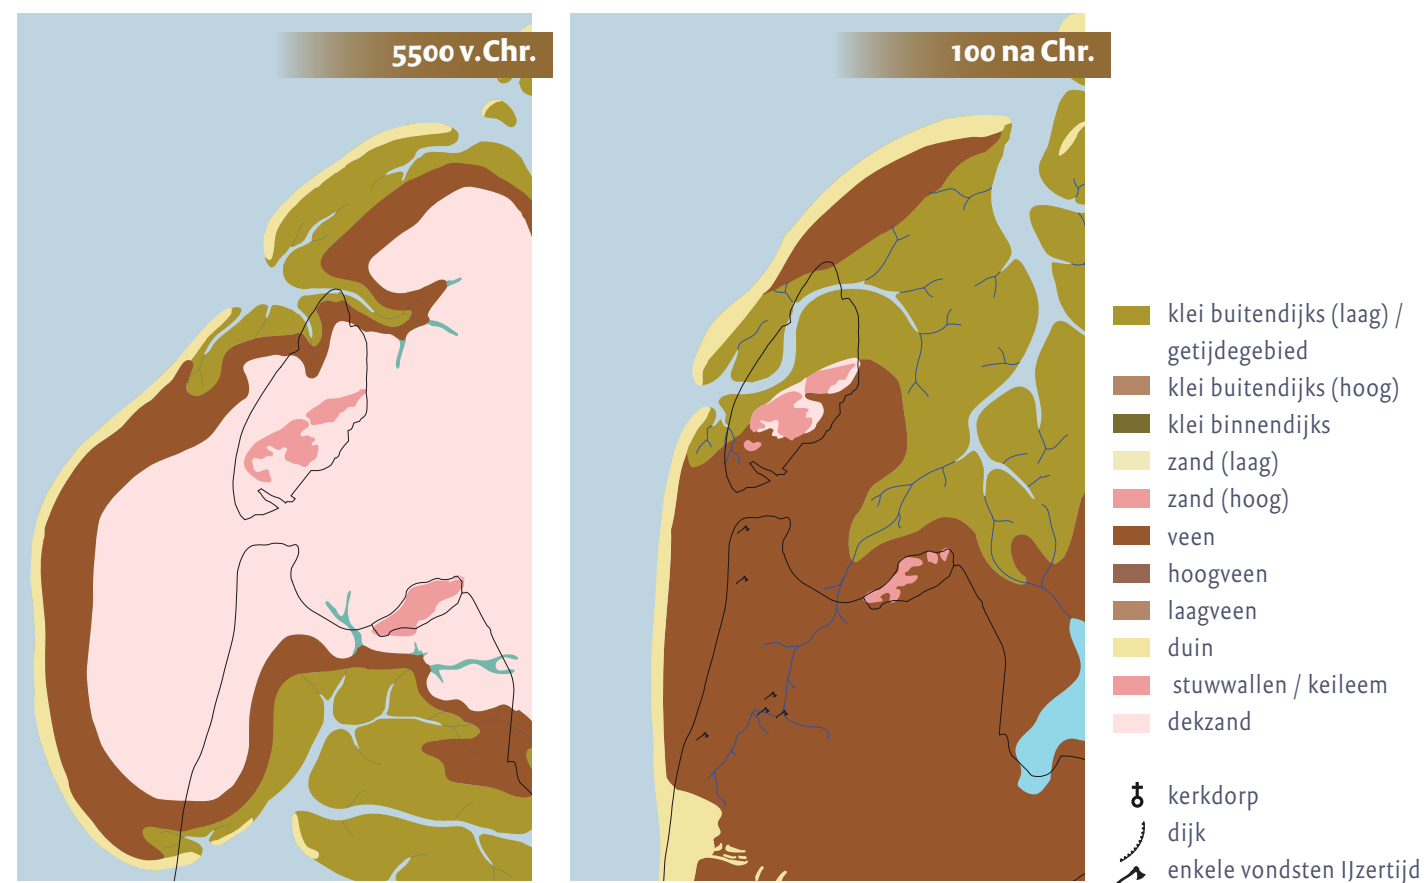 5500 v.Chr.
100 na Chr.
klei buitendijks (laag) /
getijdegebied
klei buitendijks (hoog)
klei binnendijks
zand (laag)
zand (hoog)
veen
hoogveen
laagveen
duin
stuwwallen / keileem
dekzand
kerkdorp
dijk
enkele vondsten IJzertijd